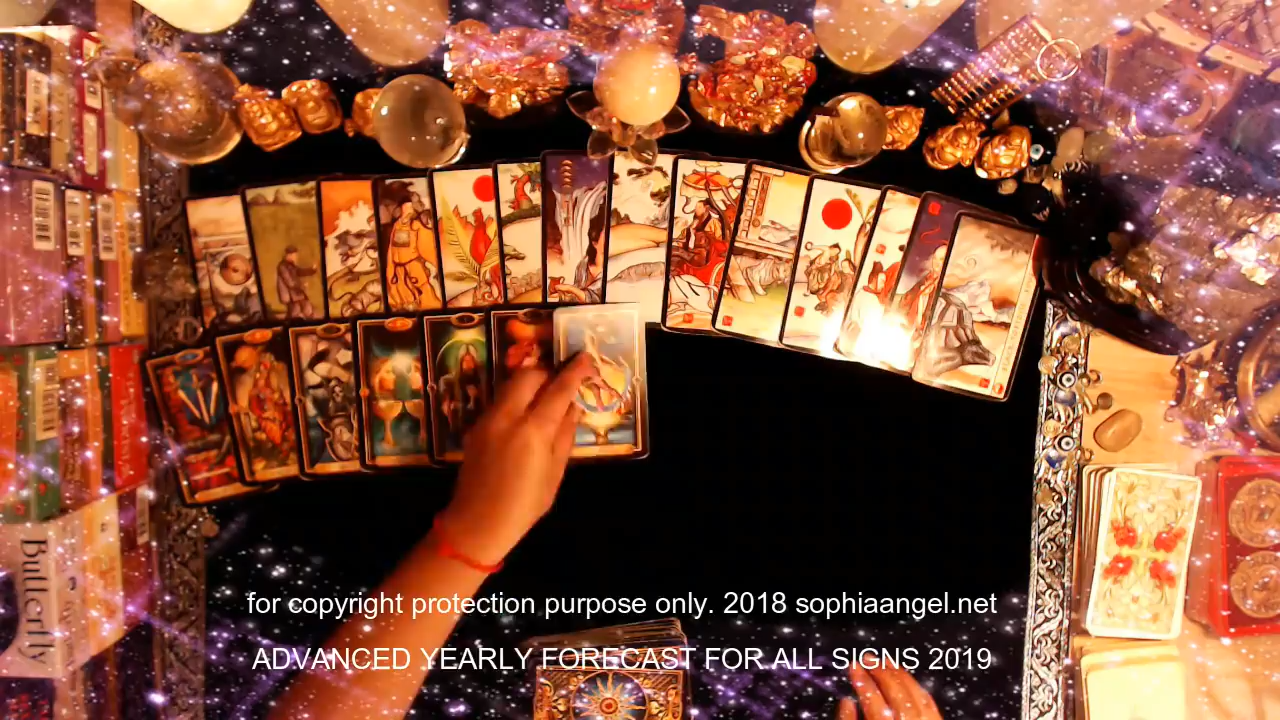 Butterfly
for copyright protection purpose only. 2018 sophiaangel.net
ADVANCED YEARLY FORECAST FOR ALL SIGNS 2019